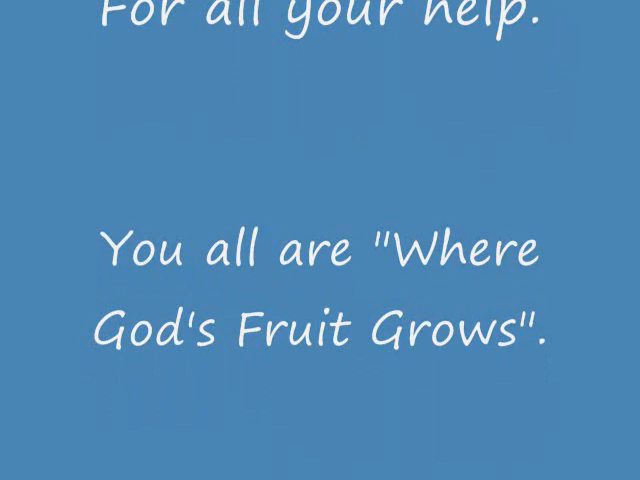 For all your help.
You all are "Where
God's Fruit Grows".